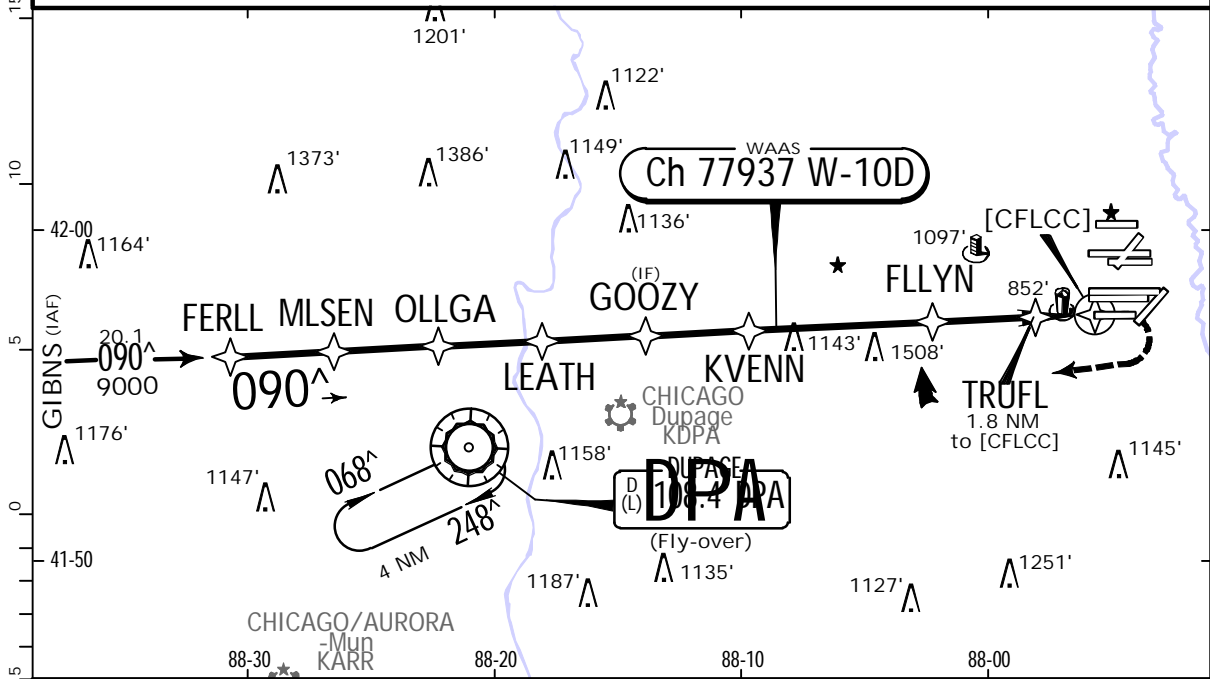 15
1201'
1122'
1373'
1386'
1149'
WAAS
Ch 77937 W-10D
10
1136'
[CFLCC]
42-00
1164'
1097'
(IF)
GOOZY
FLLYN
852'
FERLL
MLSEN
OLLGA
GIBNS (IAF)
20.1
090^
9000
5
LEATH
KVENN
1143'
1508'
090^
TRUFL
1.8 NM
to [CFLCC]
CHICAGO
Dupage
KDPA
1176'
1147'
1158'
1145'
068^
248^
4 NM
DUPAGE
D
(L)
108.4 DPA
DPA
(Fly-over)
0
41-50
1187'
1135'
1127'
1251'
CHICAGO/AURORA
-Mun
KARR
5
88-30
88-20
88-10
88-00